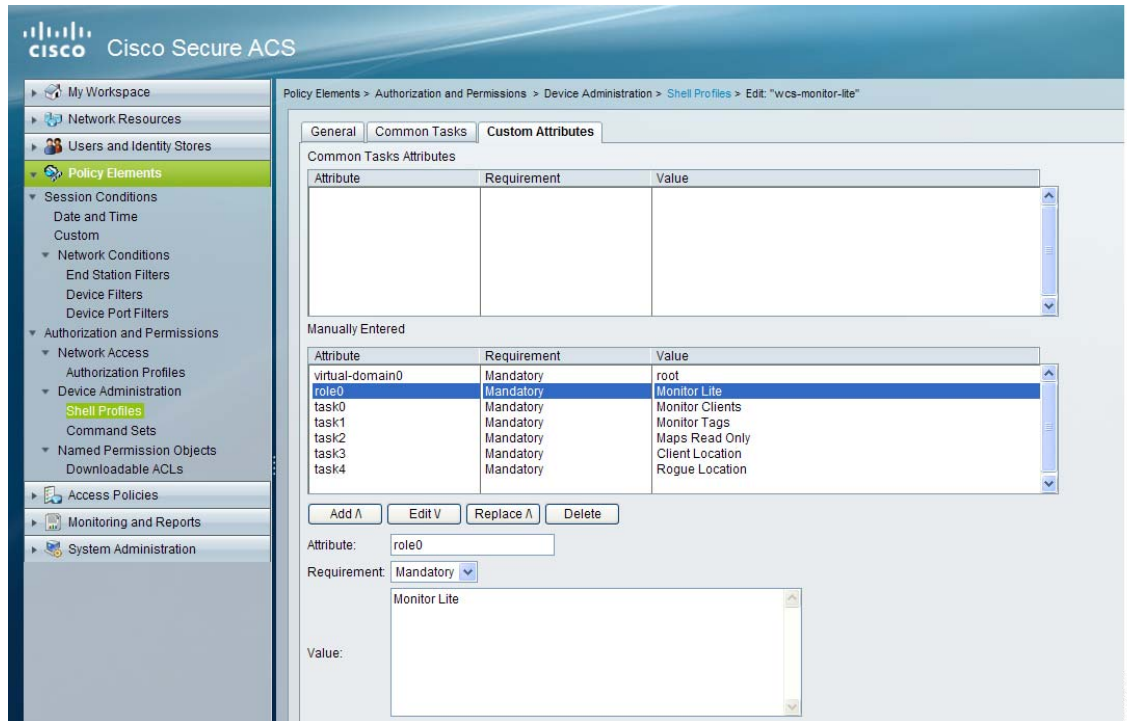 CISCO Cisco Secure ACS
My Workspace
Network Resources
Users and Identity Stores
Policy Elements
Session Conditions
Date and Time
Custom
Network Conditions
End Station Filters
Device Filters
Device Port Filters
Authorization and Permissions
Network Access
Authorization Profiles
Device Administration
Shell Profiles
Command Sets
Named Permission Objects
Downloadable ACLs
Access Policies
Monitoring and Reports
System Administration
Policy Elements > Authorization and Permissions > Device Administration > Shell Profiles > Edit: "wcs-monitor-lite"
General Common Tasks Custom Attributes
Common Tasks Attributes
Attribute Requirement Value
Manually Entered
Attribute Requirement Value
virtual-domain0 Mandatory root
role0 Mandatory Monitor Lite
task0 Mandatory Monitor Clients
task1 Mandatory Monitor Tags
task2 Mandatory Maps Read Only
task3 Mandatory Client Location
task4 Mandatory Rogue Location
Add /\ Edit \/ Replace /\ Delete
Attribute: role0
Requirement: Mandatory
Monitor Lite
Value: